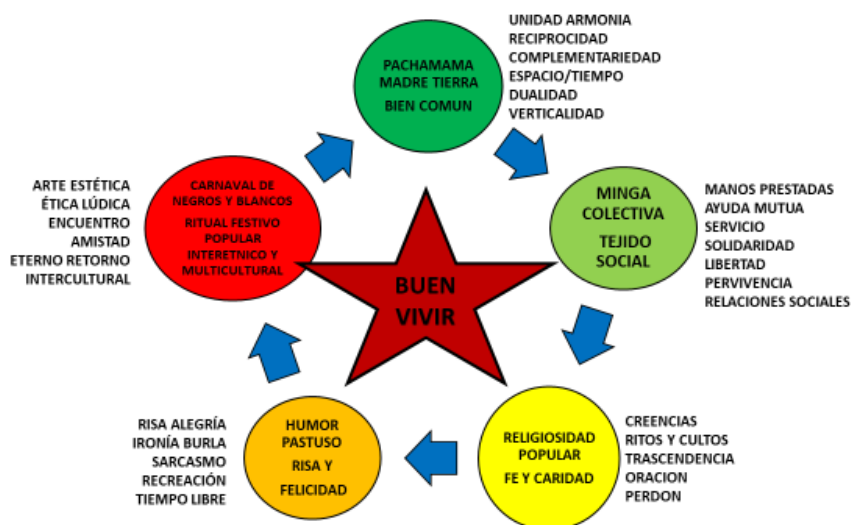 PACHAMAMA
MADRE TIERRA
BIEN COMUN
UNIDAD ARMONIA
RECIPROCIDAD
COMPLEMENTARIEDAD
ESPACIO/TIEMPO
DUALIDAD
VERTICALIDAD
MINGA
COLECTIVA
TEJIDO
SOCIAL
MANOS PRESTADAS
AYUDA MUTUA
SERVICIO
SOLIDARIDAD
LIBERTAD
PERVIVENCIA
RELACIONES SOCIALES
RELIGIOSIDAD
POPULAR
FE Y CARIDAD
CREENCIAS
RITOS Y CULTOS
TRASCENDENCIA
ORACION
PERDON
HUMOR
PASTUSO
RISA Y
FELICIDAD
RISA ALEGRÍA
IRONÍA BURLA
SARCASMO
RECREACIÓN
TIEMPO LIBRE
CARNAVAL DE
NEGROS Y BLANCOS
RITUAL FESTIVO
POPULAR
INTERETNICO Y
MULTICULTURAL
ARTE ESTÉTICA
ÉTICA LÚDICA
ENCUENTRO
AMISTAD
ETERNO RETORNO
INTERCULTURAL
BUEN
VIVIR